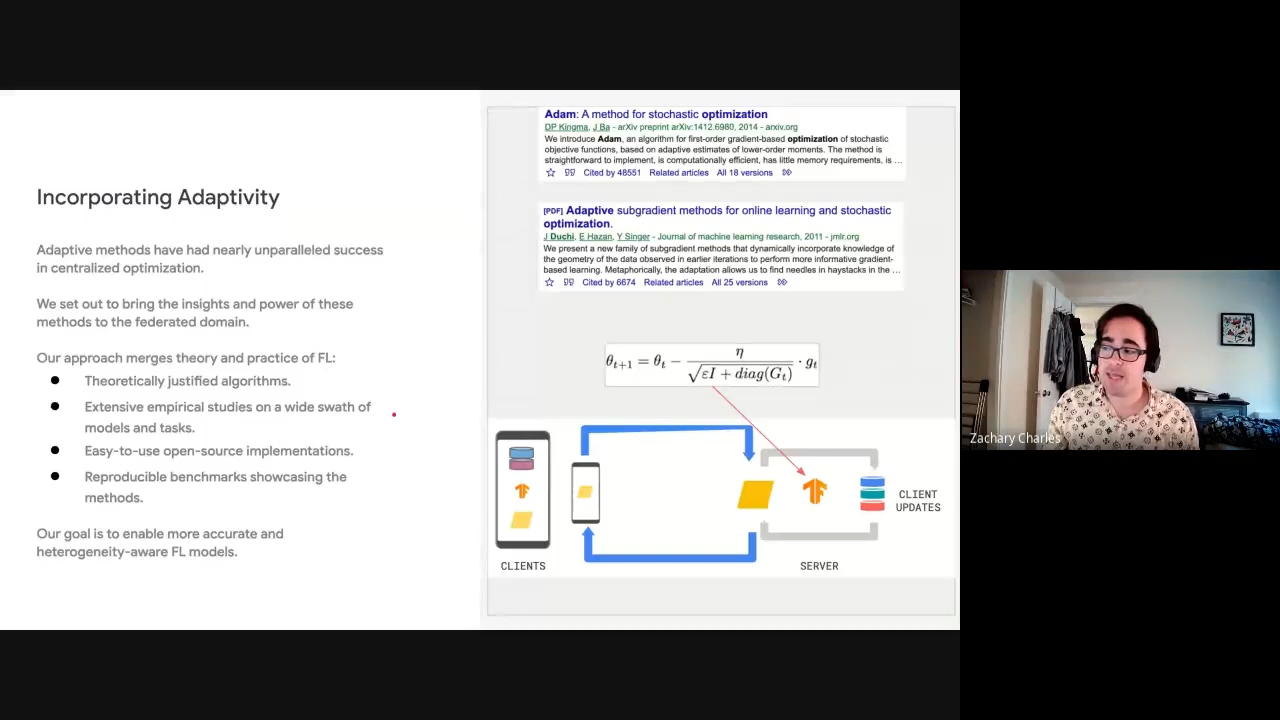 Incorporating Adaptivity
Adaptive methods have had nearly unparalleled success
in centralized optimization.
We set out to bring the insights and power of these
methods to the federated domain.
Our approach merges theory and practice of FL:
● Theoretically justified algorithms.
● Extensive empirical studies on a wide swath of
models and tasks.
● Easy-to-use open-source implementations.
● Reproducible benchmarks showcasing the
methods.
Our goal is to enable more accurate and
heterogeneity-aware FL models.
Adam: A method for stochastic optimization
DP Kingma, J Ba - arXiv preprint arXiv:1412.6980, 2014 - arxiv.org
We introduce Adam, an algorithm for first-order gradient-based optimization of stochastic
objective functions, based on adaptive estimates of lower-order moments. The method is
straightforward to implement, is computationally efficient, has little memory requirements, is ...
Cited by 48551 Related articles All 18 versions
[PDF] Adaptive subgradient methods for online learning and stochastic
optimization.
J Duchi, E Hazan, Y Singer - Journal of machine learning research, 2011 - jmlr.org
We present a new family of subgradient methods that dynamically incorporate knowledge of
the geometry of the data observed in earlier iterations to perform more informative gradient-
based learning. Metaphorically, the adaptation allows us to find needles in haystacks in the ...
Cited by 6674 Related articles All 25 versions
θ_{t+1} = θ_t − η / √(εI + diag(G_t)) · g_t
CLIENT
UPDATES
CLIENTS
SERVER
Zachary Charles